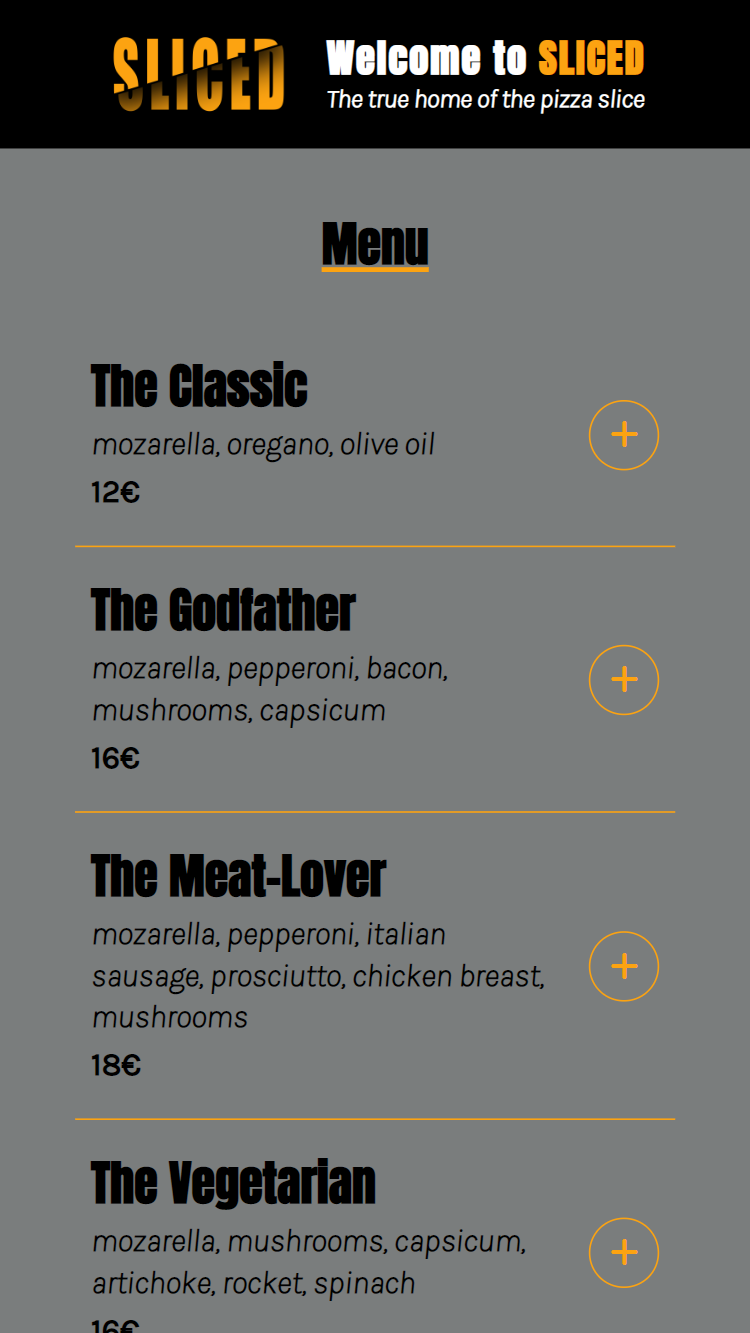 SLICED
Welcome to SLICED
The true home of the pizza slice
Menu
The Classic
mozarella, oregano, olive oil
12€
The Godfather
mozarella, pepperoni, bacon,
mushrooms, capsicum
16€
The Meat-Lover
mozarella, pepperoni, italian
sausage, prosciutto, chicken breast,
mushrooms
18€
The Vegetarian
mozarella, mushrooms, capsicum,
artichoke, rocket, spinach
16€